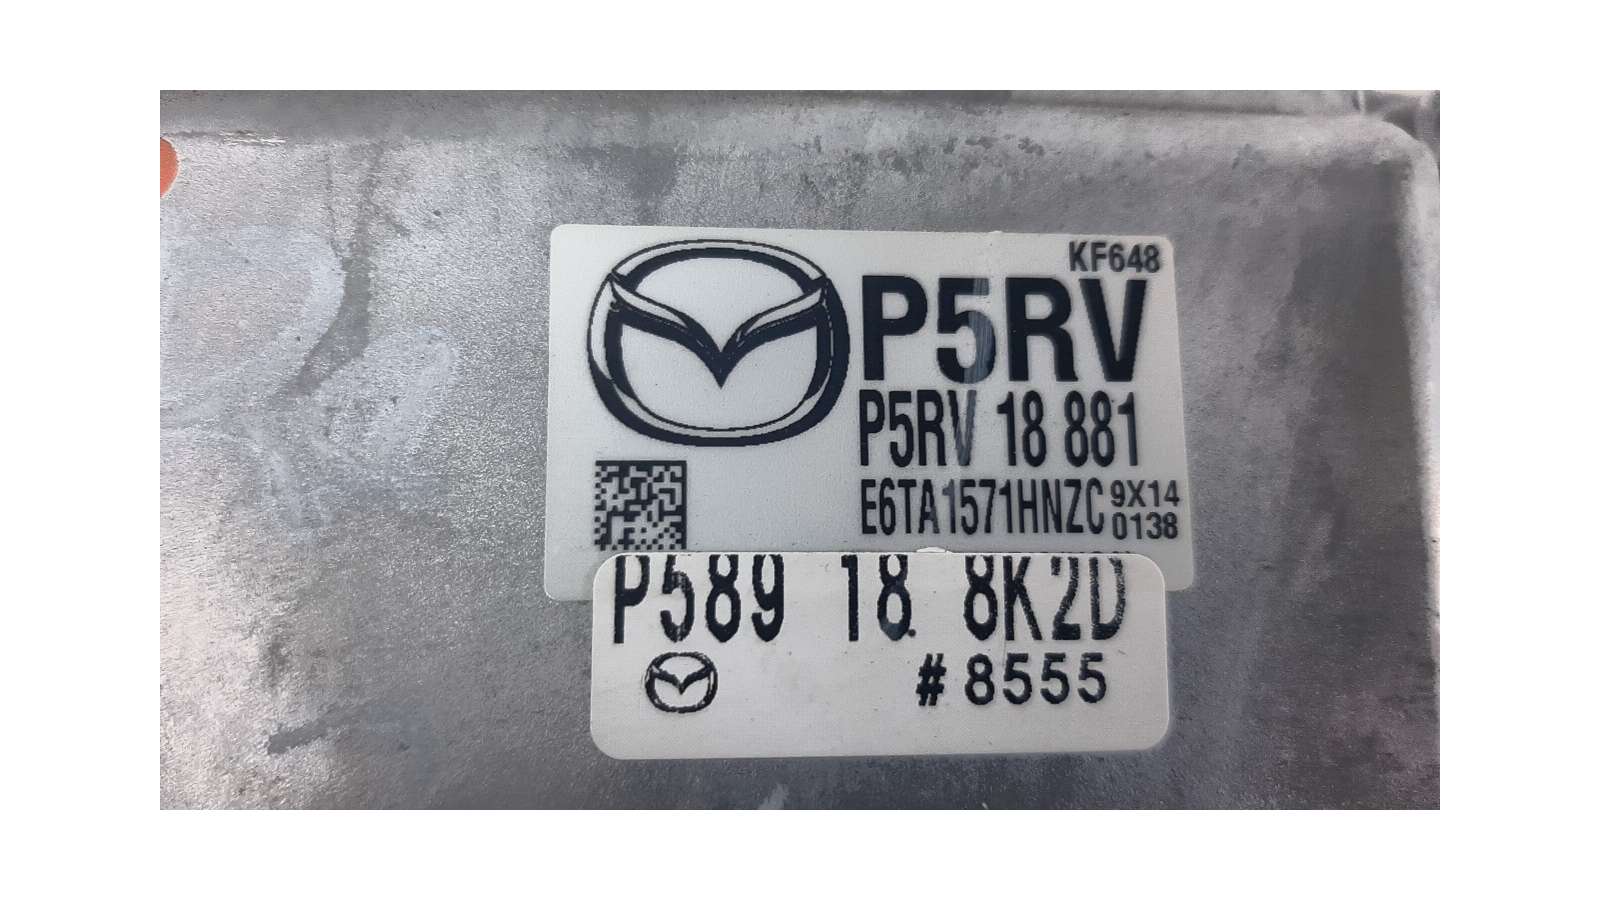 KF648
P5RV
P5RV 18 881
E6TA1571HNZC 9X14
0138
P589 18 8K2D
#8555